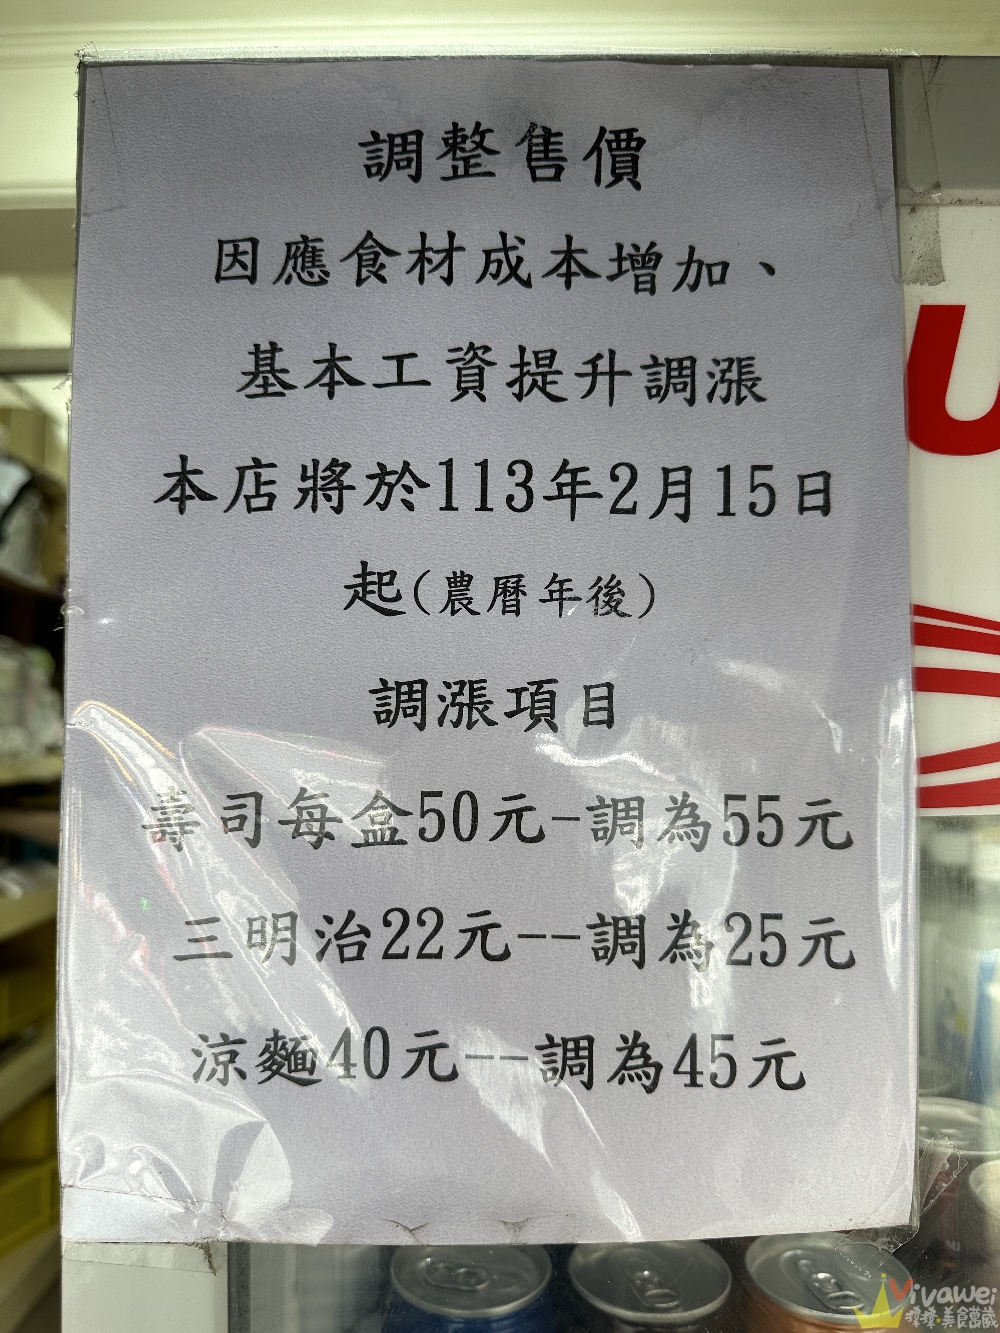 調整售價
因應食材成本增加、
基本工資提升調漲
本店將於113年2月15日
起(農曆年後)
調漲項目
壽司每盒50元-調為55元
三明治22元--調為25元
涼麵40元--調為45元
Vivawei